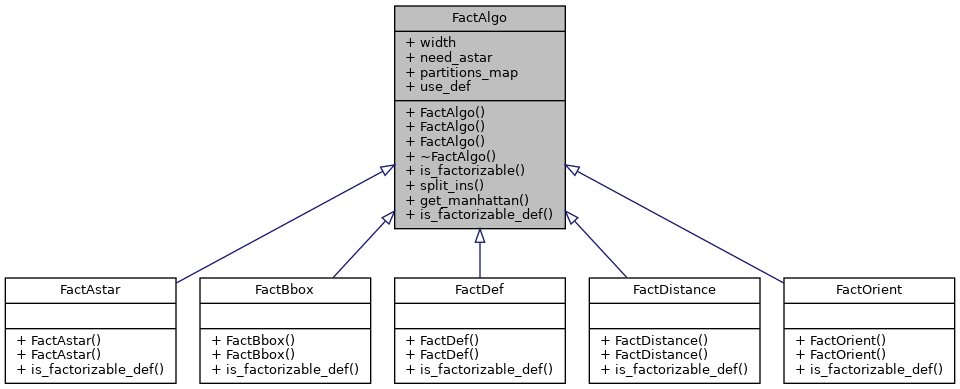 FactAlgo
+ width
+ need_astar
+ partitions_map
+ use_def
+ FactAlgo()
+ FactAlgo()
+ FactAlgo()
+ ~FactAlgo()
+ is_factorizable()
+ split_ins()
+ get_manhattan()
+ is_factorizable_def()
FactAstar
+ FactAstar()
+ FactAstar()
+ is_factorizable_def()
FactBbox
+ FactBbox()
+ FactBbox()
+ is_factorizable_def()
FactDef
+ FactDef()
+ FactDef()
+ is_factorizable_def()
FactDistance
+ FactDistance()
+ FactDistance()
+ is_factorizable_def()
FactOrient
+ FactOrient()
+ FactOrient()
+ is_factorizable_def()